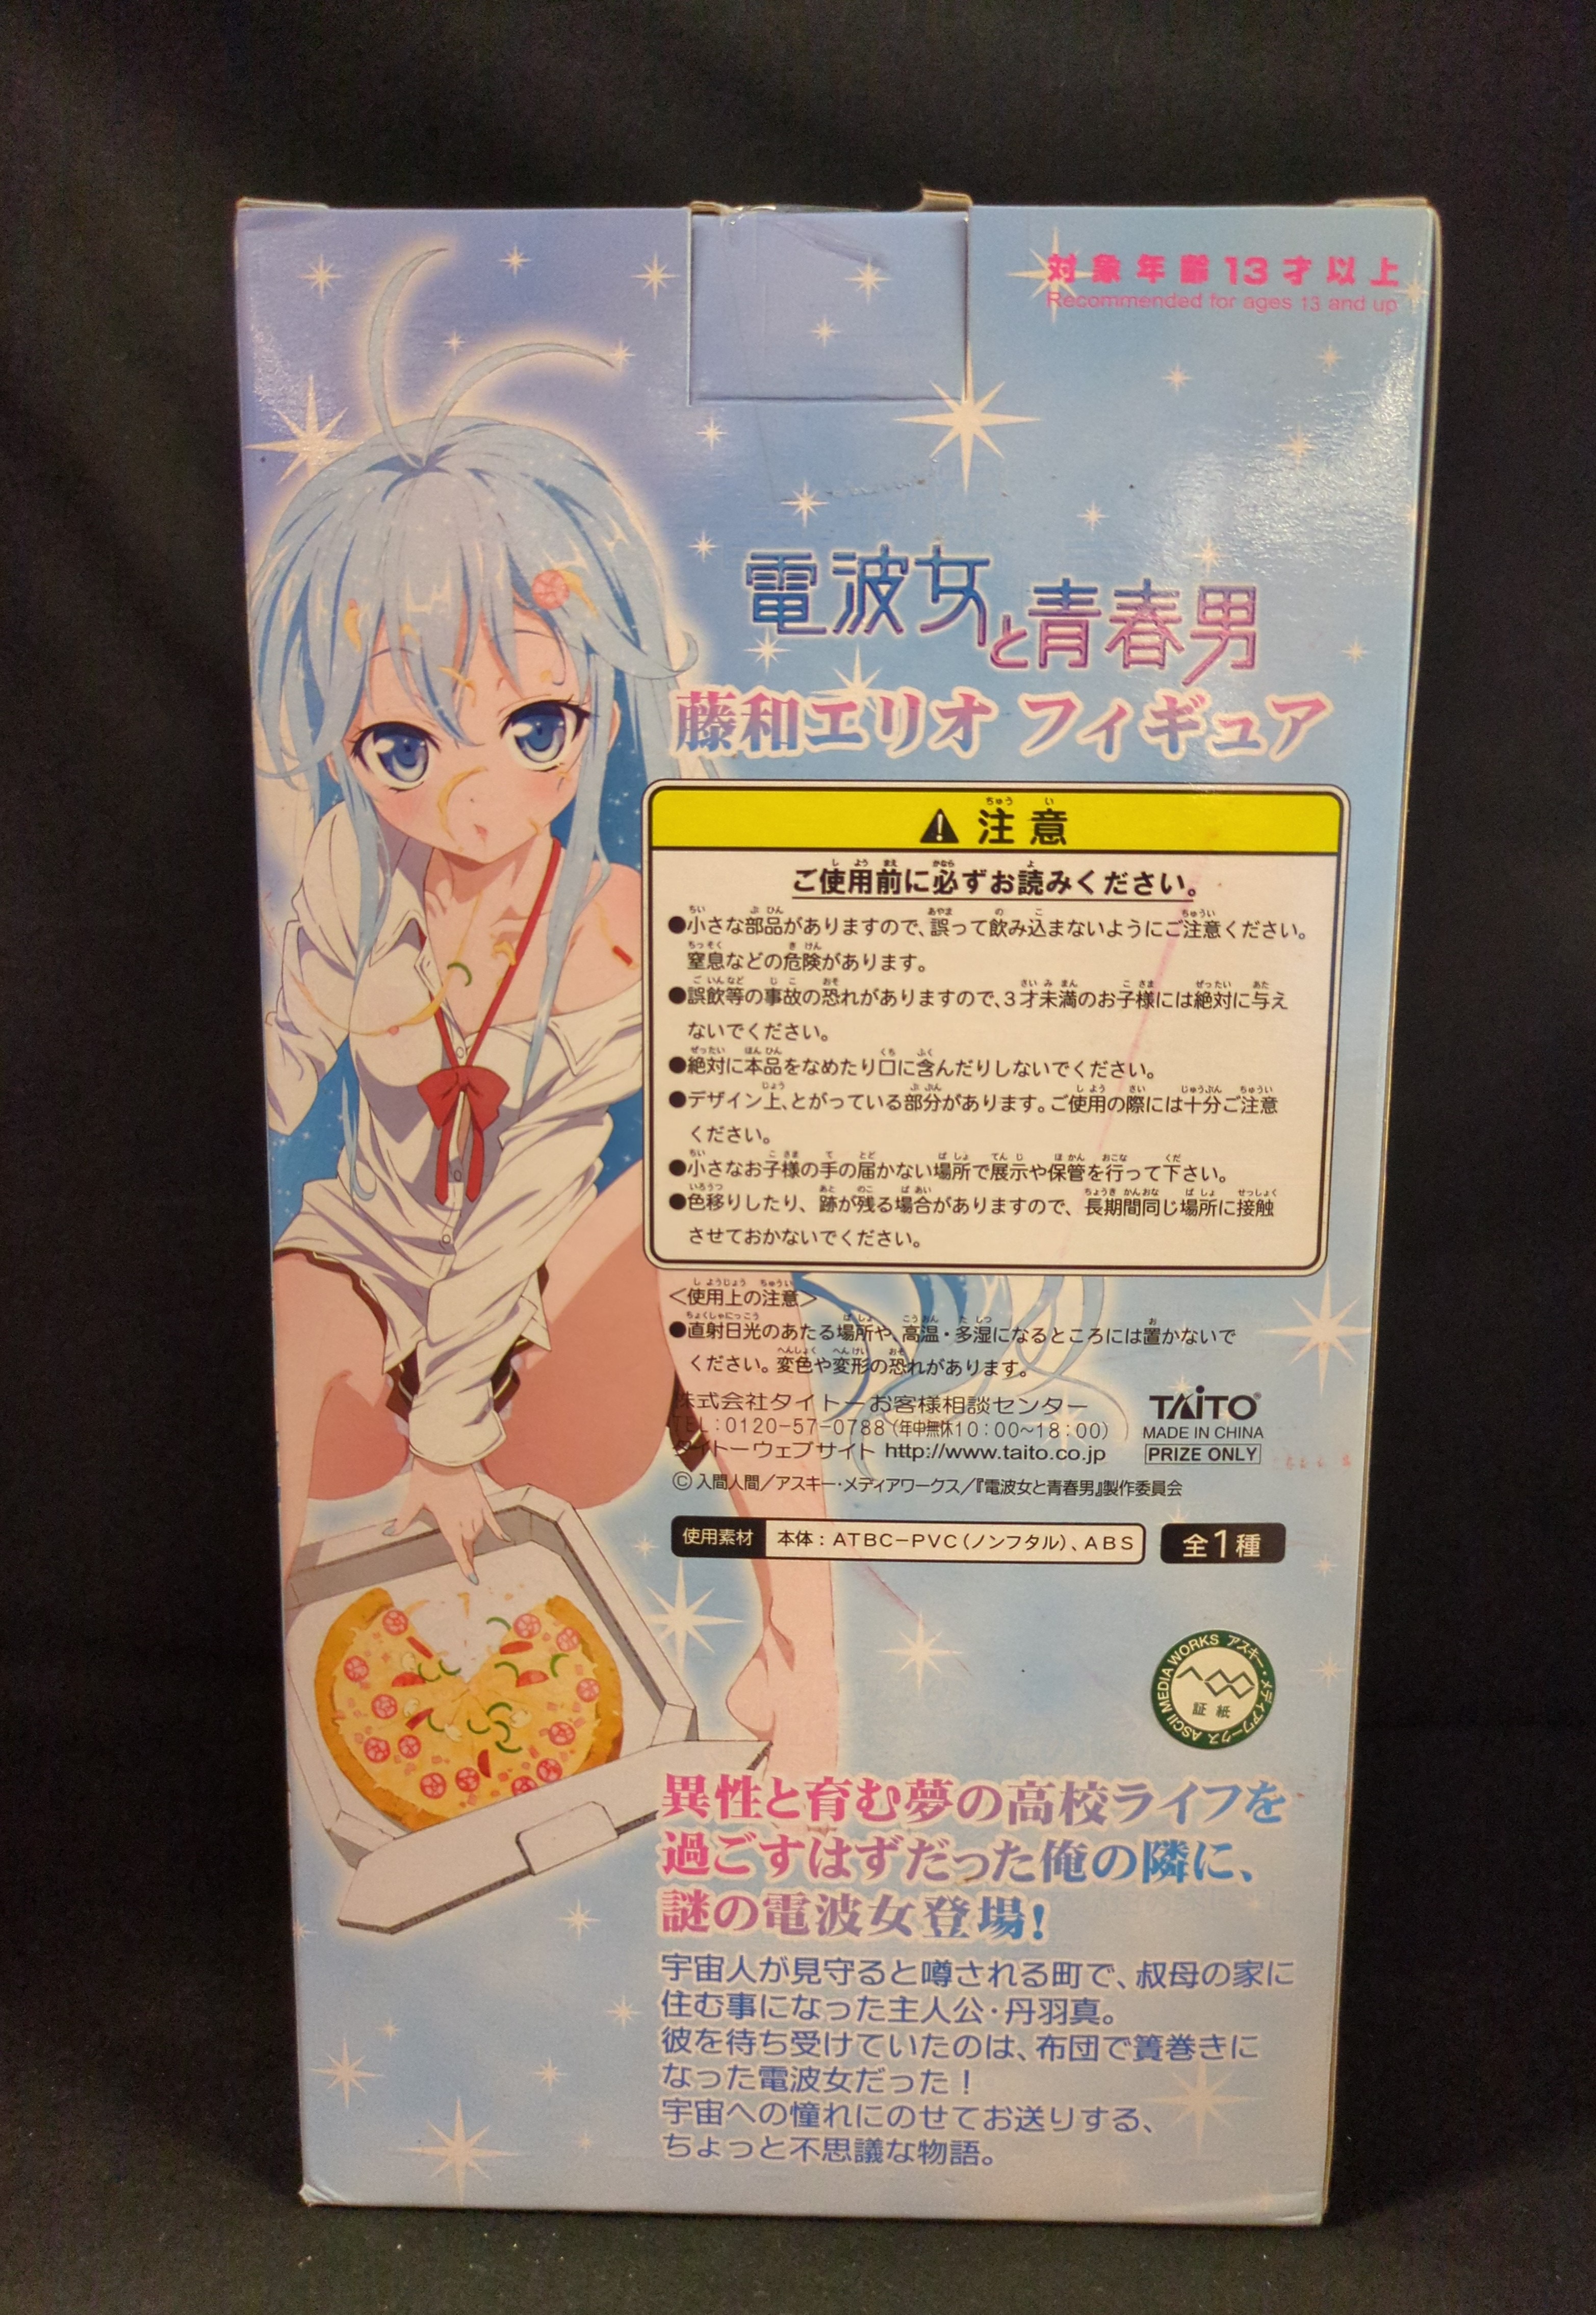 対象年齢13才以上
Recommended for ages 13 and up
電波女と青春男
藤和エリオ フィギュア
注意
ご使用前に必ずお読みください。
●小さな部品がありますので、誤って飲み込まないようにご注意ください。
窒息などの危険があります。
●誤飲等の事故の恐れがありますので、3才未満のお子様には絶対に与え
ないでください。
●絶対に本品をなめたり口に含んだりしないでください。
●デザイン上、とがっている部分があります。ご使用の際には十分ご注意
ください。
●小さなお子様の手の届かない場所で展示や保管を行って下さい。
●色移りしたり、跡が残る場合がありますので、長期間同じ場所に接触
させておかないでください。
<使用上の注意>
●直射日光のあたる場所や、高温・多湿になるところには置かないで
ください。変色や変形の恐れがあります。
株式会社タイトーお客様相談センター
TEL:0120-57-0788(年中無休10:00~18:00)
タイトーウェブサイト http://www.taito.co.jp
TAITO®
MADE IN CHINA
PRIZE ONLY
©入間人間/アスキー・メディアワークス/『電波女と青春男』製作委員会
使用素材 本体:ATBC-PVC(ノンフタル)、ABS
全1種
ASCII MEDIA WORKS アスキー・メディアワークス
証紙
異性と育む夢の高校ライフを
過ごすはずだった俺の隣に、
謎の電波女登場!
宇宙人が見守ると噂される町で、叔母の家に
住む事になった主人公・丹羽真。
彼を待ち受けていたのは、布団で簀巻きに
なった電波女だった!
宇宙への憧れにのせてお送りする、
ちょっと不思議な物語。